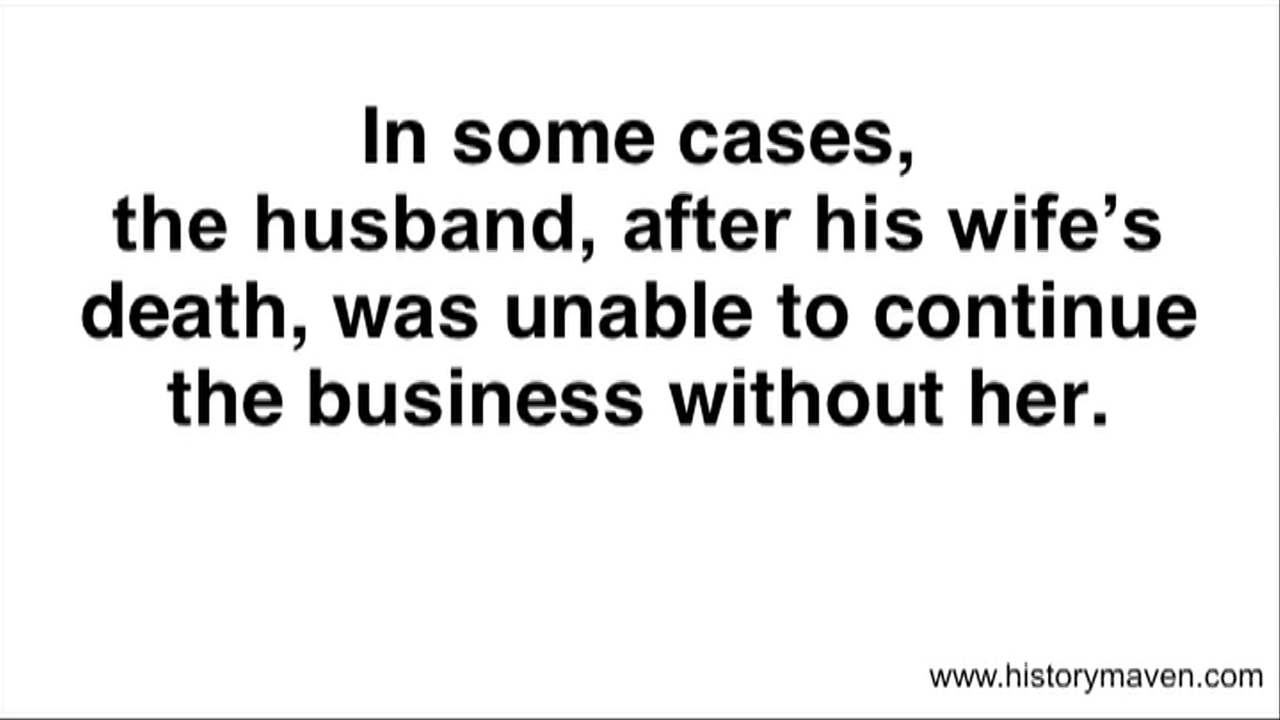 In some cases,
the husband, after his wife’s
death, was unable to continue
the business without her.
www.historymaven.com